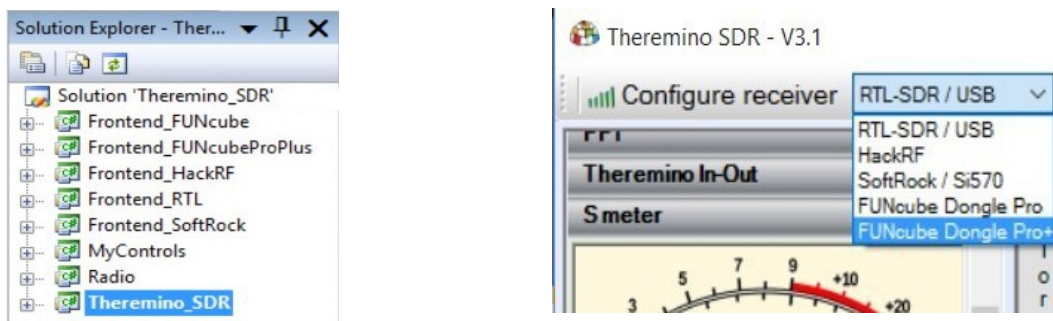 Solution Explorer - Ther...
Solution 'Theremino_SDR'
Frontend_FUNcube
Frontend_FUNcubeProPlus
Frontend_HackRF
Frontend_RTL
Frontend_SoftRock
MyControls
Radio
Theremino_SDR
Theremino SDR - V3.1
Configure receiver
RTL-SDR / USB
RTL-SDR / USB
HackRF
SoftRock / Si570
FUNcube Dongle Pro
FUNcube Dongle Pro+
FFT
Theremino In-Out
S meter
3 5 7 9 +10 +20